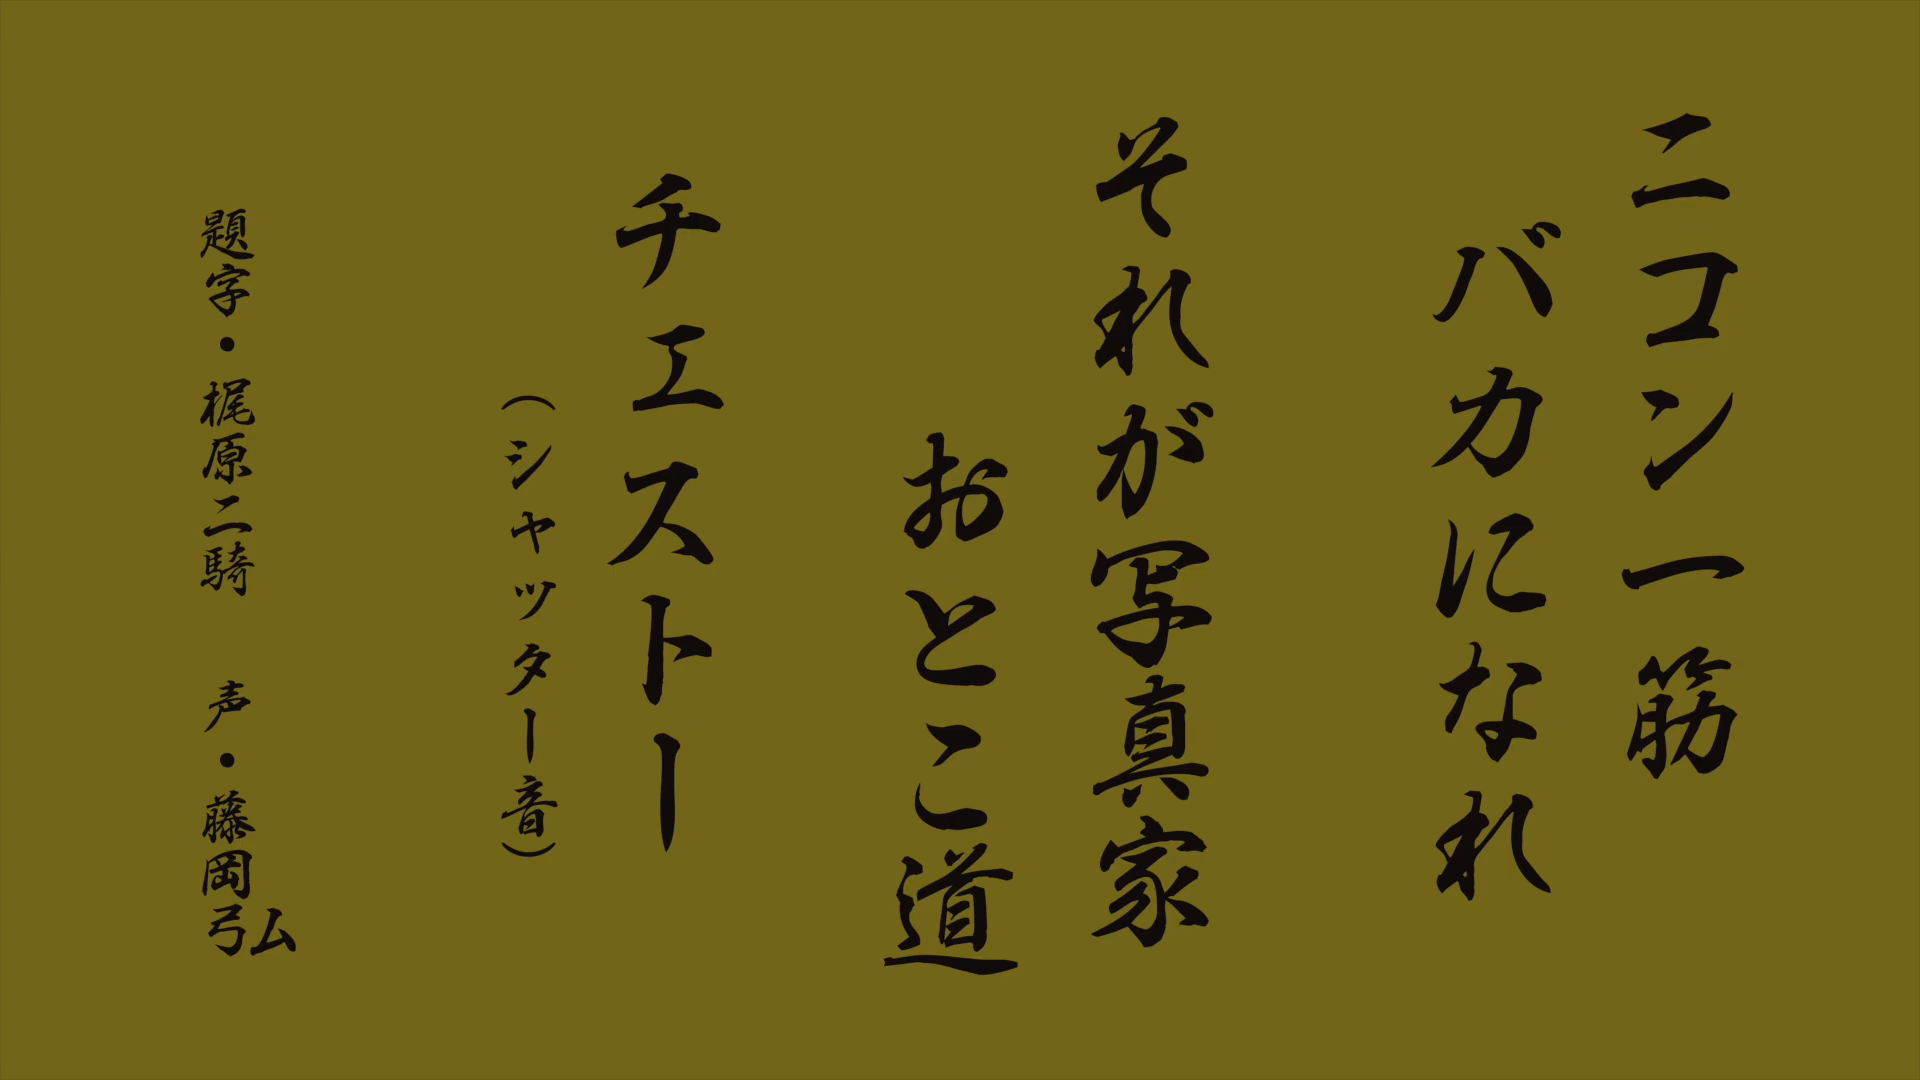 ニコン一筋
バカになれ
それが写真家
おとこ道
チェストー
（シャッター音）
題字・梶原二騎　声・藤岡弘